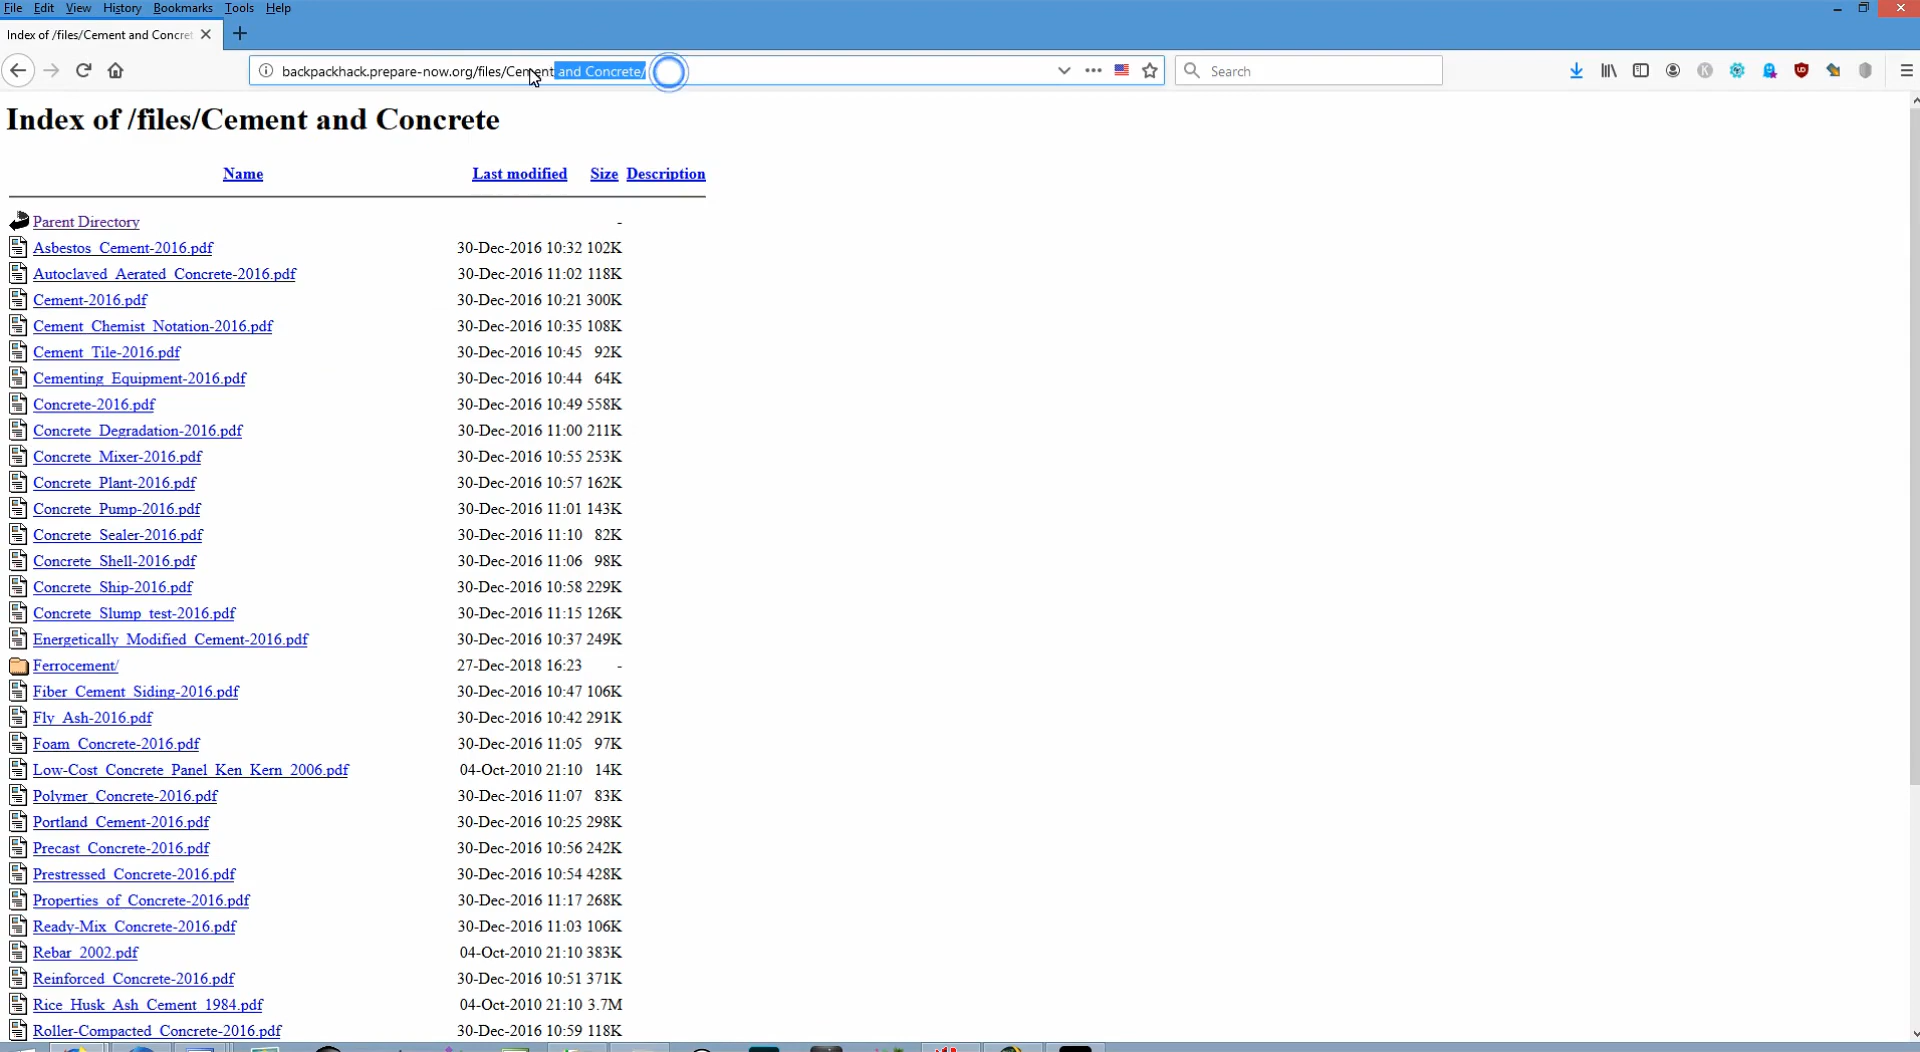 File Edit View History Bookmarks Tools Help
Index of /files/Cement and Concret
backpackhack.prepare-now.org/files/Cement and Concrete/
Search
Index of /files/Cement and Concrete
Name Last modified Size Description
Parent Directory -
Asbestos_Cement-2016.pdf 30-Dec-2016 10:32 102K
Autoclaved_Aerated_Concrete-2016.pdf 30-Dec-2016 11:02 118K
Cement-2016.pdf 30-Dec-2016 10:21 300K
Cement_Chemist_Notation-2016.pdf 30-Dec-2016 10:35 108K
Cement_Tile-2016.pdf 30-Dec-2016 10:45 92K
Cementing_Equipment-2016.pdf 30-Dec-2016 10:44 64K
Concrete-2016.pdf 30-Dec-2016 10:49 558K
Concrete_Degradation-2016.pdf 30-Dec-2016 11:00 211K
Concrete_Mixer-2016.pdf 30-Dec-2016 10:55 253K
Concrete_Plant-2016.pdf 30-Dec-2016 10:57 162K
Concrete_Pump-2016.pdf 30-Dec-2016 11:01 143K
Concrete_Sealer-2016.pdf 30-Dec-2016 11:10 82K
Concrete_Shell-2016.pdf 30-Dec-2016 11:06 98K
Concrete_Ship-2016.pdf 30-Dec-2016 10:58 229K
Concrete_Slump_test-2016.pdf 30-Dec-2016 11:15 126K
Energetically_Modified_Cement-2016.pdf 30-Dec-2016 10:37 249K
Ferrocement/ 27-Dec-2018 16:23 -
Fiber_Cement_Siding-2016.pdf 30-Dec-2016 10:47 106K
Fly_Ash-2016.pdf 30-Dec-2016 10:42 291K
Foam_Concrete-2016.pdf 30-Dec-2016 11:05 97K
Low-Cost_Concrete_Panel_Ken_Kern_2006.pdf 04-Oct-2010 21:10 14K
Polymer_Concrete-2016.pdf 30-Dec-2016 11:07 83K
Portland_Cement-2016.pdf 30-Dec-2016 10:25 298K
Precast_Concrete-2016.pdf 30-Dec-2016 10:56 242K
Prestressed_Concrete-2016.pdf 30-Dec-2016 10:54 428K
Properties_of_Concrete-2016.pdf 30-Dec-2016 11:17 268K
Ready-Mix_Concrete-2016.pdf 30-Dec-2016 11:03 106K
Rebar_2002.pdf 04-Oct-2010 21:10 383K
Reinforced_Concrete-2016.pdf 30-Dec-2016 10:51 371K
Rice_Husk_Ash_Cement_1984.pdf 04-Oct-2010 21:10 3.7M
Roller-Compacted_Concrete-2016.pdf 30-Dec-2016 10:59 118K